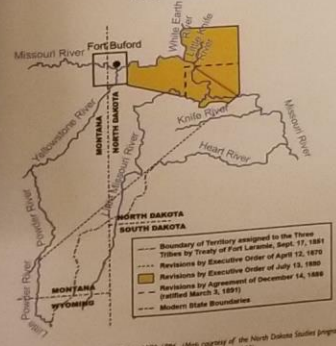 White Earth
River
Little Knife
River
Missouri River
Fort Buford
Yellowstone River
MONTANA
NORTH DAKOTA
Knife River
Missouri River
Heart River
Missouri River
Powder River
NORTH DAKOTA
SOUTH DAKOTA
Powder River
MONTANA
WYOMING
Boundary of Territory assigned to the Three
Tribes by Treaty of Fort Laramie, Sept. 17, 1851
Revisions by Executive Order of April 12, 1870
Revisions by Executive Order of July 13, 1880
Revisions by Agreement of December 14, 1886
(ratified March 3, 1891)
Modern State Boundaries
courtesy of the North Dakota Studies